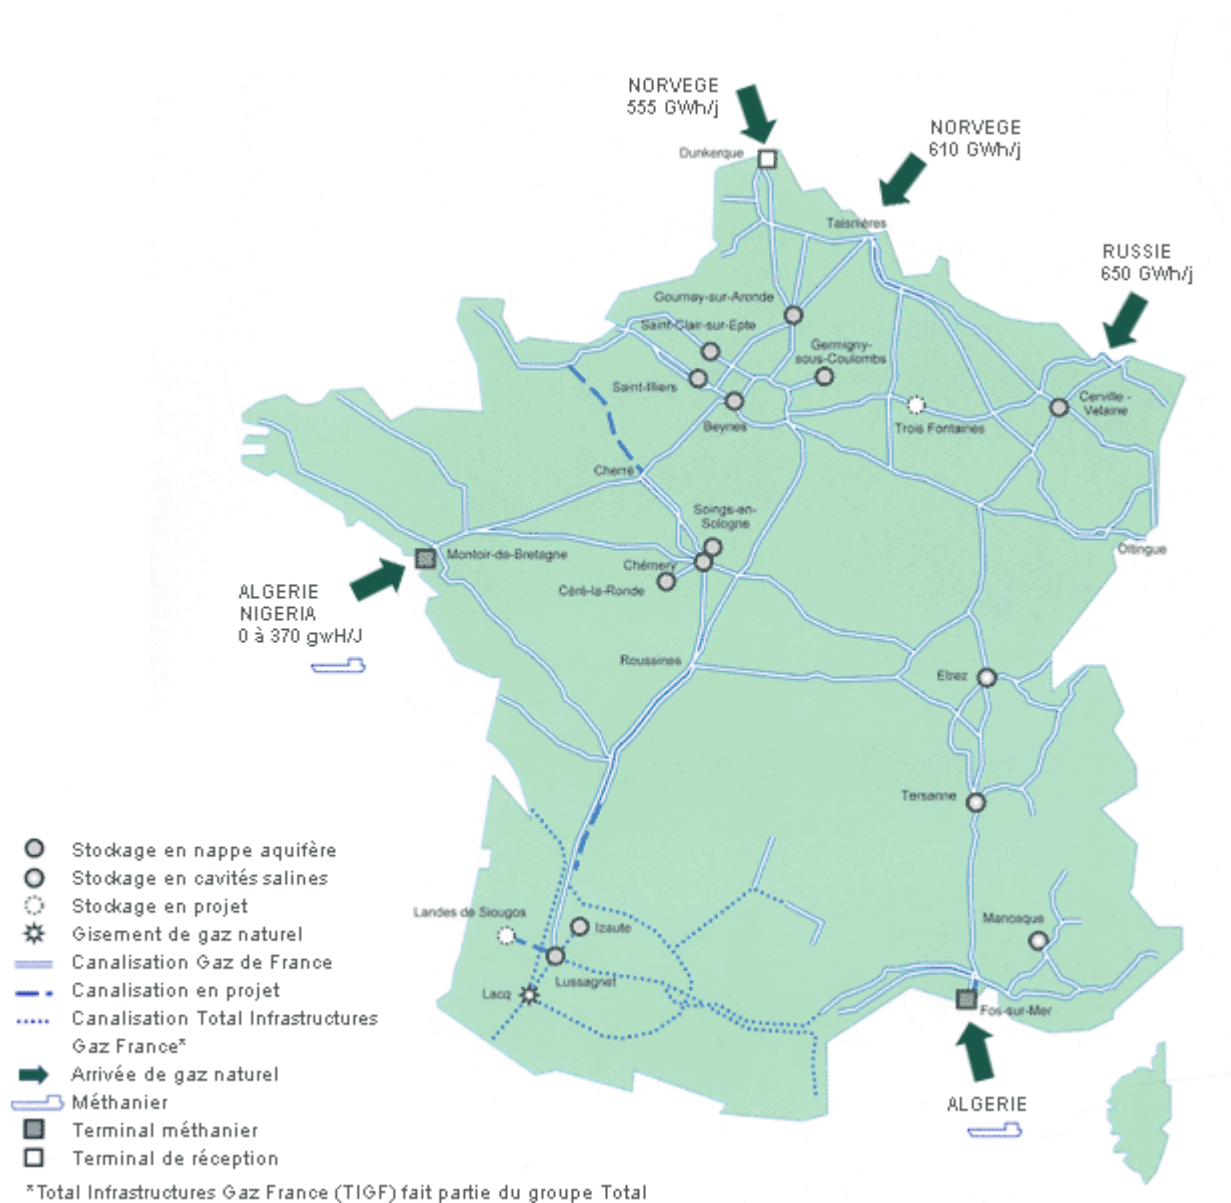 NORVEGE
555 GWh/j
NORVEGE
610 GWh/j
Dunkerque
Taisnières
RUSSIE
650 GWh/j
Gournay-sur-Aronde
Saint-Clair-sur-Epte
Germigny-
sous-Coulombs
Saint-Illiers
Beynes
Trois Fontaines
Cerville -
Velaine
Cherré
Soings-en-
Sologne
Oltingue
Montoir-de-Bretagne
Chémery
Céré-la-Ronde
ALGERIE
NIGERIA
0 à 370 gwH/J
Roussines
Etrez
Tersanne
Stockage en nappe aquifère
Stockage en cavités salines
Stockage en projet
Gisement de gaz naturel
Canalisation Gaz de France
Canalisation en projet
Canalisation Total Infrastructures
Gaz France*
Arrivée de gaz naturel
Méthanier
Terminal méthanier
Terminal de réception
Landes de Siougos
Izaute
Manosque
Lussagnet
Lacq
Fos-sur-Mer
ALGERIE
*Total Infrastructures Gaz France (TIGF) fait partie du groupe Total